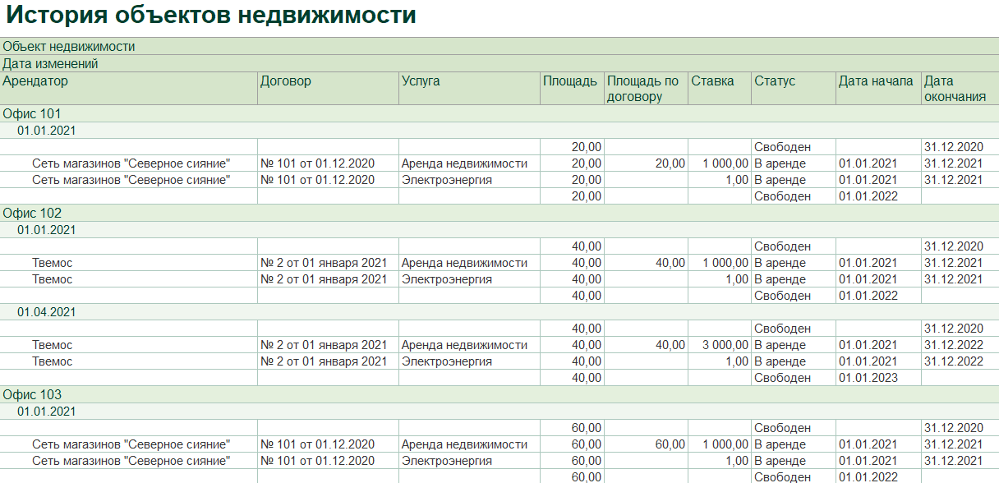 История объектов недвижимости
Объект недвижимости
Дата изменений
Арендатор Договор Услуга Площадь Площадь по договору Ставка Статус Дата начала Дата окончания
Офис 101
01.01.2021
20,00 Свободен 31.12.2020
Сеть магазинов "Северное сияние" № 101 от 01.12.2020 Аренда недвижимости 20,00 20,00 1 000,00 В аренде 01.01.2021 31.12.2021
Сеть магазинов "Северное сияние" № 101 от 01.12.2020 Электроэнергия 20,00 1,00 В аренде 01.01.2021 31.12.2021
20,00 Свободен 01.01.2022
Офис 102
01.01.2021
40,00 Свободен 31.12.2020
Твемос № 2 от 01 января 2021 Аренда недвижимости 40,00 40,00 1 000,00 В аренде 01.01.2021 31.12.2021
Твемос № 2 от 01 января 2021 Электроэнергия 40,00 1,00 В аренде 01.01.2021 31.12.2021
40,00 Свободен 01.01.2022
01.04.2021
40,00 Свободен 31.12.2020
Твемос № 2 от 01 января 2021 Аренда недвижимости 40,00 40,00 3 000,00 В аренде 01.01.2021 31.12.2022
Твемос № 2 от 01 января 2021 Электроэнергия 40,00 1,00 В аренде 01.01.2021 31.12.2022
40,00 Свободен 01.01.2023
Офис 103
01.01.2021
60,00 Свободен 31.12.2020
Сеть магазинов "Северное сияние" № 101 от 01.12.2020 Аренда недвижимости 60,00 60,00 1 000,00 В аренде 01.01.2021 31.12.2021
Сеть магазинов "Северное сияние" № 101 от 01.12.2020 Электроэнергия 60,00 1,00 В аренде 01.01.2021 31.12.2021
60,00 Свободен 01.01.2022